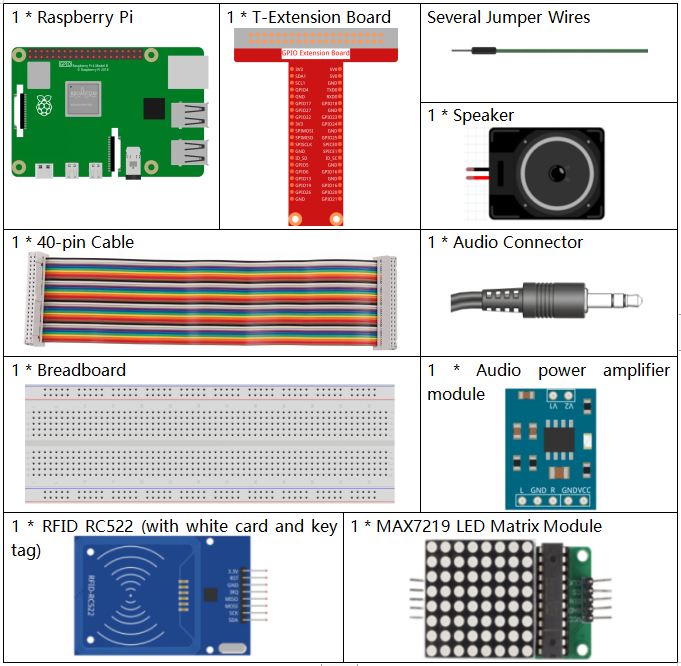 1 * Raspberry Pi
1 * T-Extension Board
GPIO Extension Board
3V3 5V0
SDA1 5V0
SCL1 GND
GPIO4 TXD0
GND RXD0
GPIO17 GPIO18
GPIO27 GND
GPIO22 GPIO23
3V3 GPIO24
SPIMOSI GND
SPIMISO GPIO25
SPISCLK SPICE0
GND SPICE1
ID_SD ID_SC
GPIO5 GND
GPIO6 GPIO12
GPIO13 GND
GPIO19 GPIO16
GPIO26 GPIO20
GND GPIO21
Several Jumper Wires
1 * Speaker
1 * 40-pin Cable
1 * Audio Connector
1 * Breadboard
1 * Audio power amplifier
module
V1 V2
L GND R GND VCC
1 * RFID RC522 (with white card and key
tag)
RFID-RC522
3.3V
RST
GND
IRQ
MISO
MOSI
SCK
SDA
1 * MAX7219 LED Matrix Module